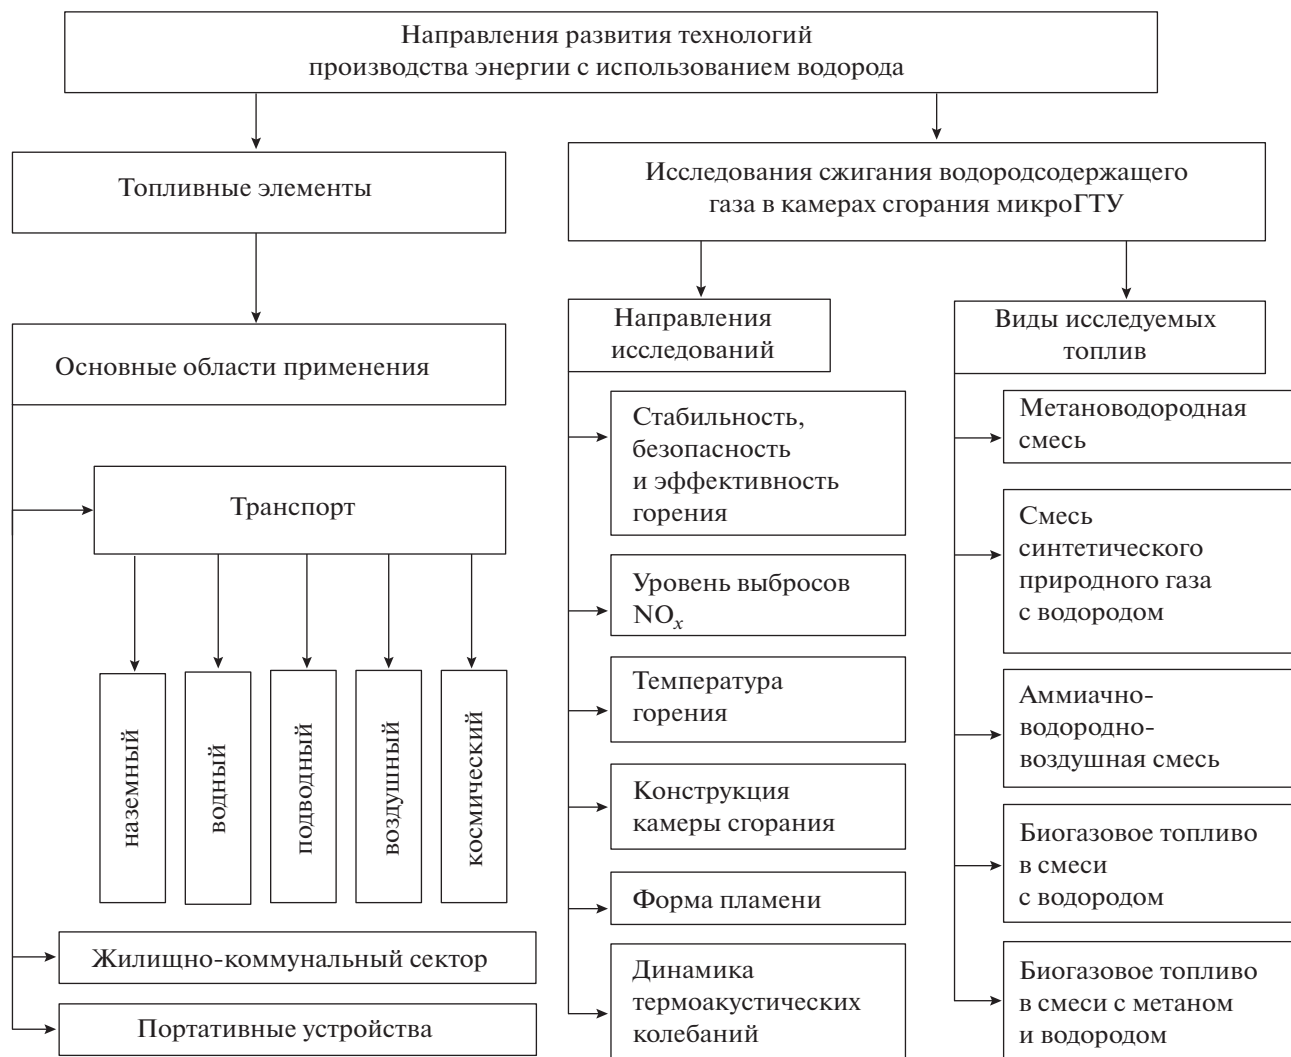 Направления развития технологий
производства энергии с использованием водорода
Топливные элементы
Основные области применения
Транспорт
наземный
водный
подводный
воздушный
космический
Жилищно-коммунальный сектор
Портативные устройства
Исследования сжигания водородсодержащего
газа в камерах сгорания микроГТУ
Направления
исследований
Стабильность,
безопасность
и эффективность
горения
Уровень выбросов
NOₓ
Температура
горения
Конструкция
камеры сгорания
Форма пламени
Динамика
термоакустических
колебаний
Виды исследуемых
топлив
Метановодородная
смесь
Смесь
синтетического
природного газа
с водородом
Аммиачно-
водородно-
воздушная смесь
Биогазовое топливо
в смеси
с водородом
Биогазовое топливо
в смеси с метаном
и водородом